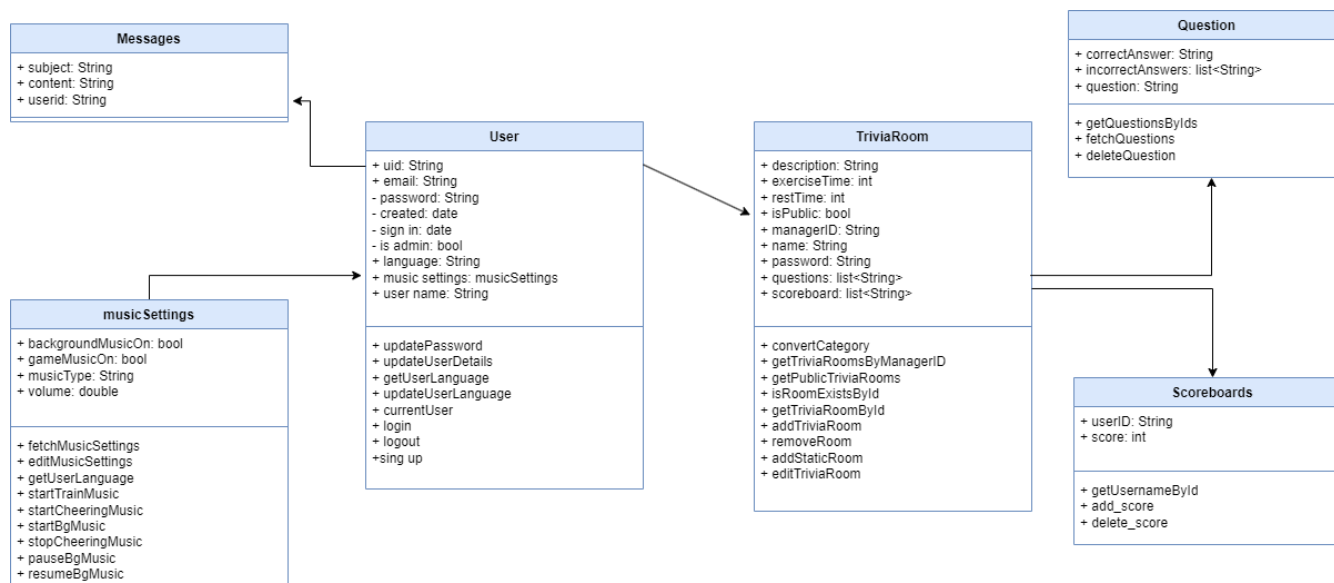 Messages
+ subject: String
+ content: String
+ userid: String
User
+ uid: String
+ email: String
- password: String
- created: date
- sign in: date
- is admin: bool
+ language: String
+ music settings: musicSettings
+ user name: String
+ updatePassword
+ updateUserDetails
+ getUserLanguage
+ updateUserLanguage
+ currentUser
+ login
+ logout
+sing up
musicSettings
+ backgroundMusicOn: bool
+ gameMusicOn: bool
+ musicType: String
+ volume: double
+ fetchMusicSettings
+ editMusicSettings
+ getUserLanguage
+ startTrainMusic
+ startCheeringMusic
+ startBgMusic
+ stopCheeringMusic
+ pauseBgMusic
+ resumeBgMusic
TriviaRoom
+ description: String
+ exerciseTime: int
+ restTime: int
+ isPublic: bool
+ managerID: String
+ name: String
+ password: String
+ questions: list<String>
+ scoreboard: list<String>
+ convertCategory
+ getTriviaRoomsByManagerID
+ getPublicTriviaRooms
+ isRoomExistsById
+ getTriviaRoomById
+ addTriviaRoom
+ removeRoom
+ addStaticRoom
+ editTriviaRoom
Question
+ correctAnswer: String
+ incorrectAnswers: list<String>
+ question: String
+ getQuestionsByIds
+ fetchQuestions
+ deleteQuestion
Scoreboards
+ userID: String
+ score: int
+ getUsernameById
+ add_score
+ delete_score